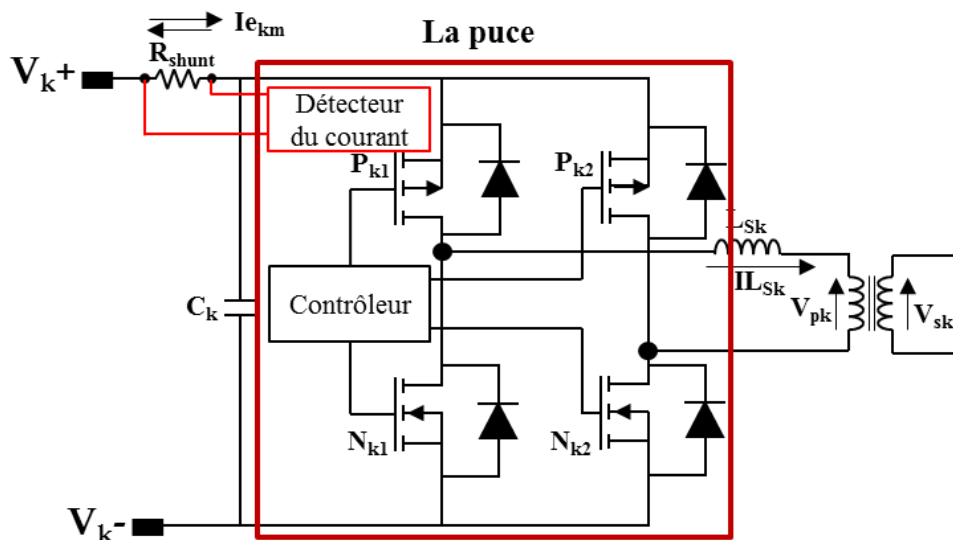 Ie_km
La puce
R_shunt
V_k+
Détecteur
du courant
P_k1
P_k2
L_Sk
IL_Sk
C_k
Contrôleur
V_pk
V_sk
N_k1
N_k2
V_k-